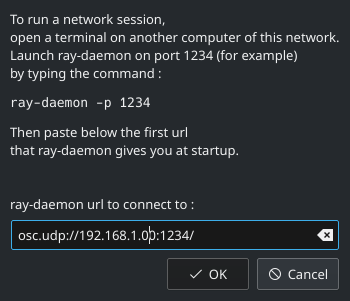 To run a network session,
open a terminal on another computer of this network.
Launch ray-daemon on port 1234 (for example)
by typing the command :
ray-daemon -p 1234
Then paste below the first url
that ray-daemon gives you at startup.
ray-daemon url to connect to :
osc.udp://192.168.1.00:1234/
OK
Cancel